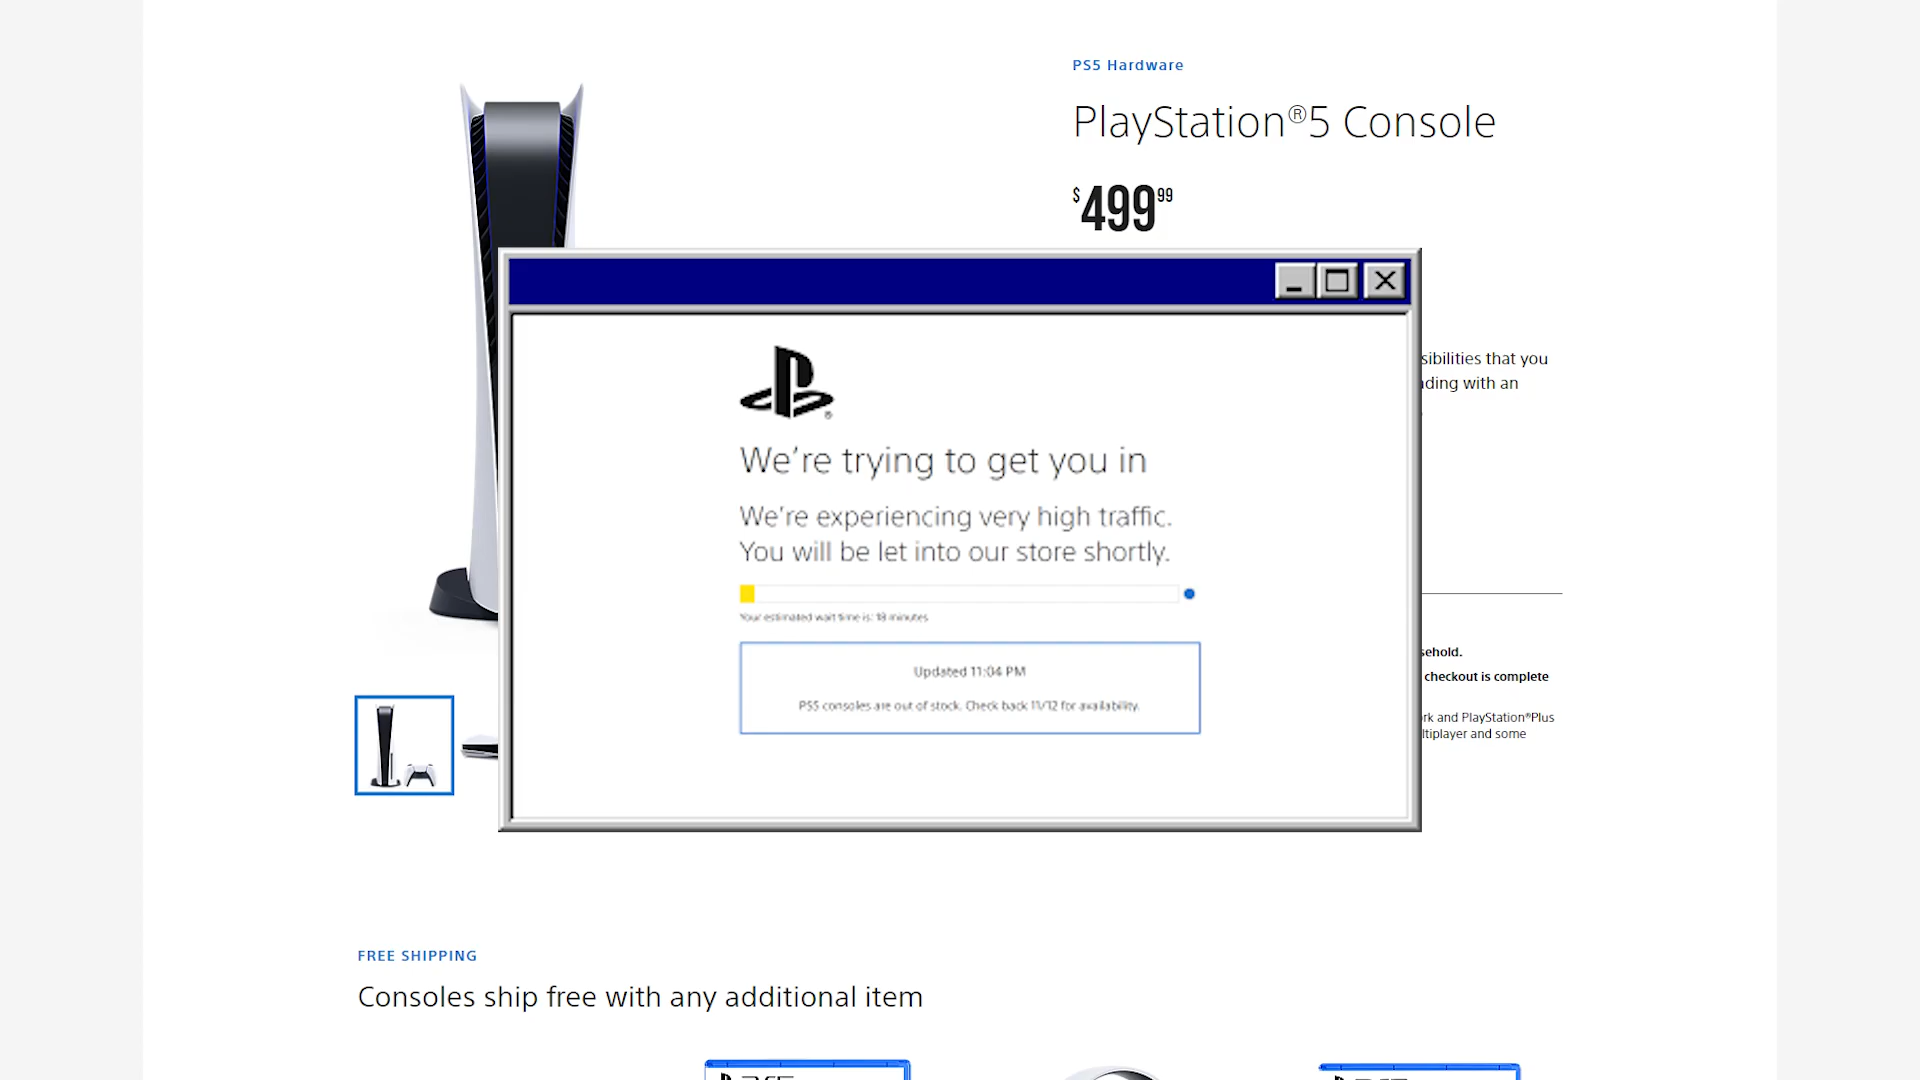 PS5 Hardware
PlayStation®5 Console
$499.99
sibilities that you
ding with an
We're trying to get you in
We're experiencing very high traffic.
You will be let into our store shortly.
Your estimated wait time is: 18 minutes
Updated 11:04 PM
PS5 consoles are out of stock. Check back 11/12 for availability.
sehold.
checkout is complete
rk and PlayStation®Plus
ltiplayer and some
FREE SHIPPING
Consoles ship free with any additional item